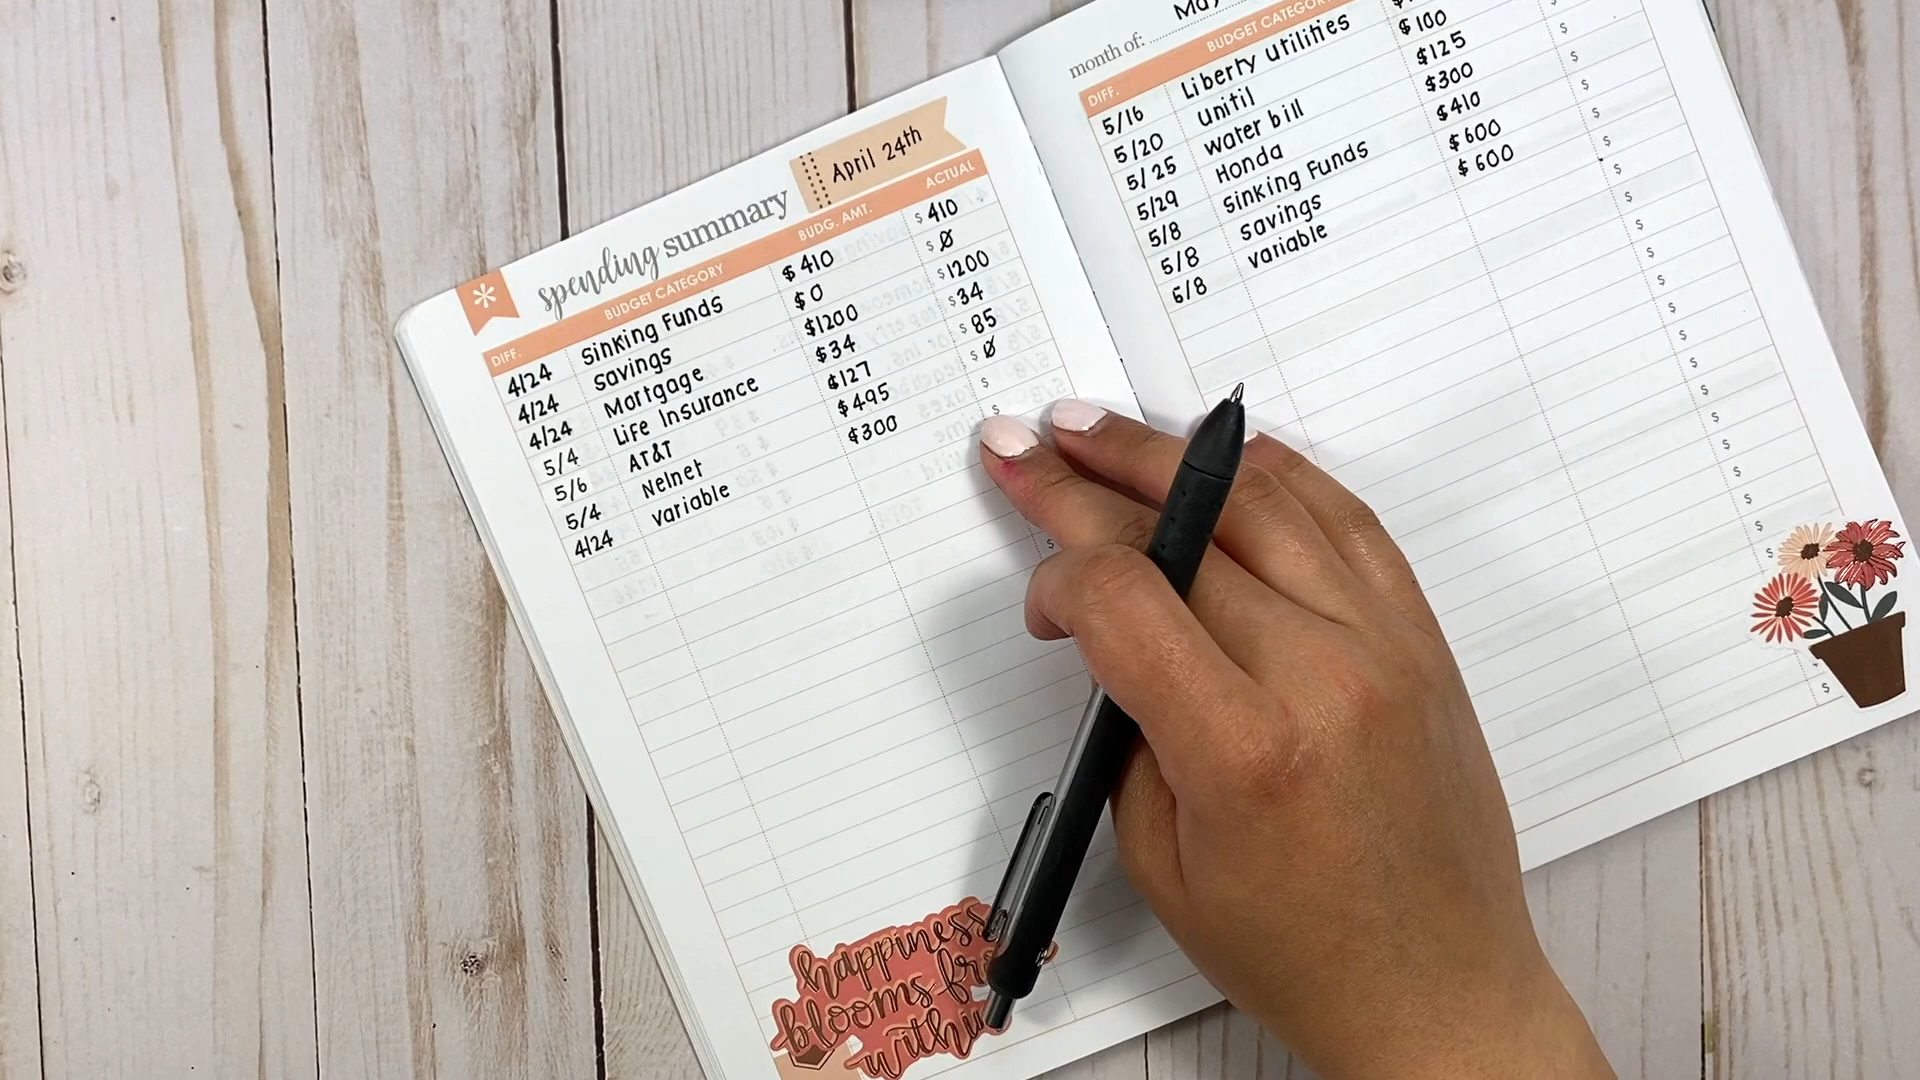 April 24th
spending summary
DIFF. BUDGET CATEGORY BUDG. AMT. ACTUAL
4/24 Sinking Funds $410 $410
4/24 Savings $0 $Ø
4/24 Mortgage $1200 $1200
5/4 Life Insurance $34 $34
5/6 AT&T $127 $85
5/4 Nelnet $495 $Ø
4/24 variable $300 $
happiness
blooms
within
month of: May
DIFF. BUDGET CATEGORY
5/16 Liberty utilities
5/20 unitil $100
5/25 water bill $125
5/29 Honda $300
5/8 Sinking Funds $410
5/8 savings $600
5/8 variable $600